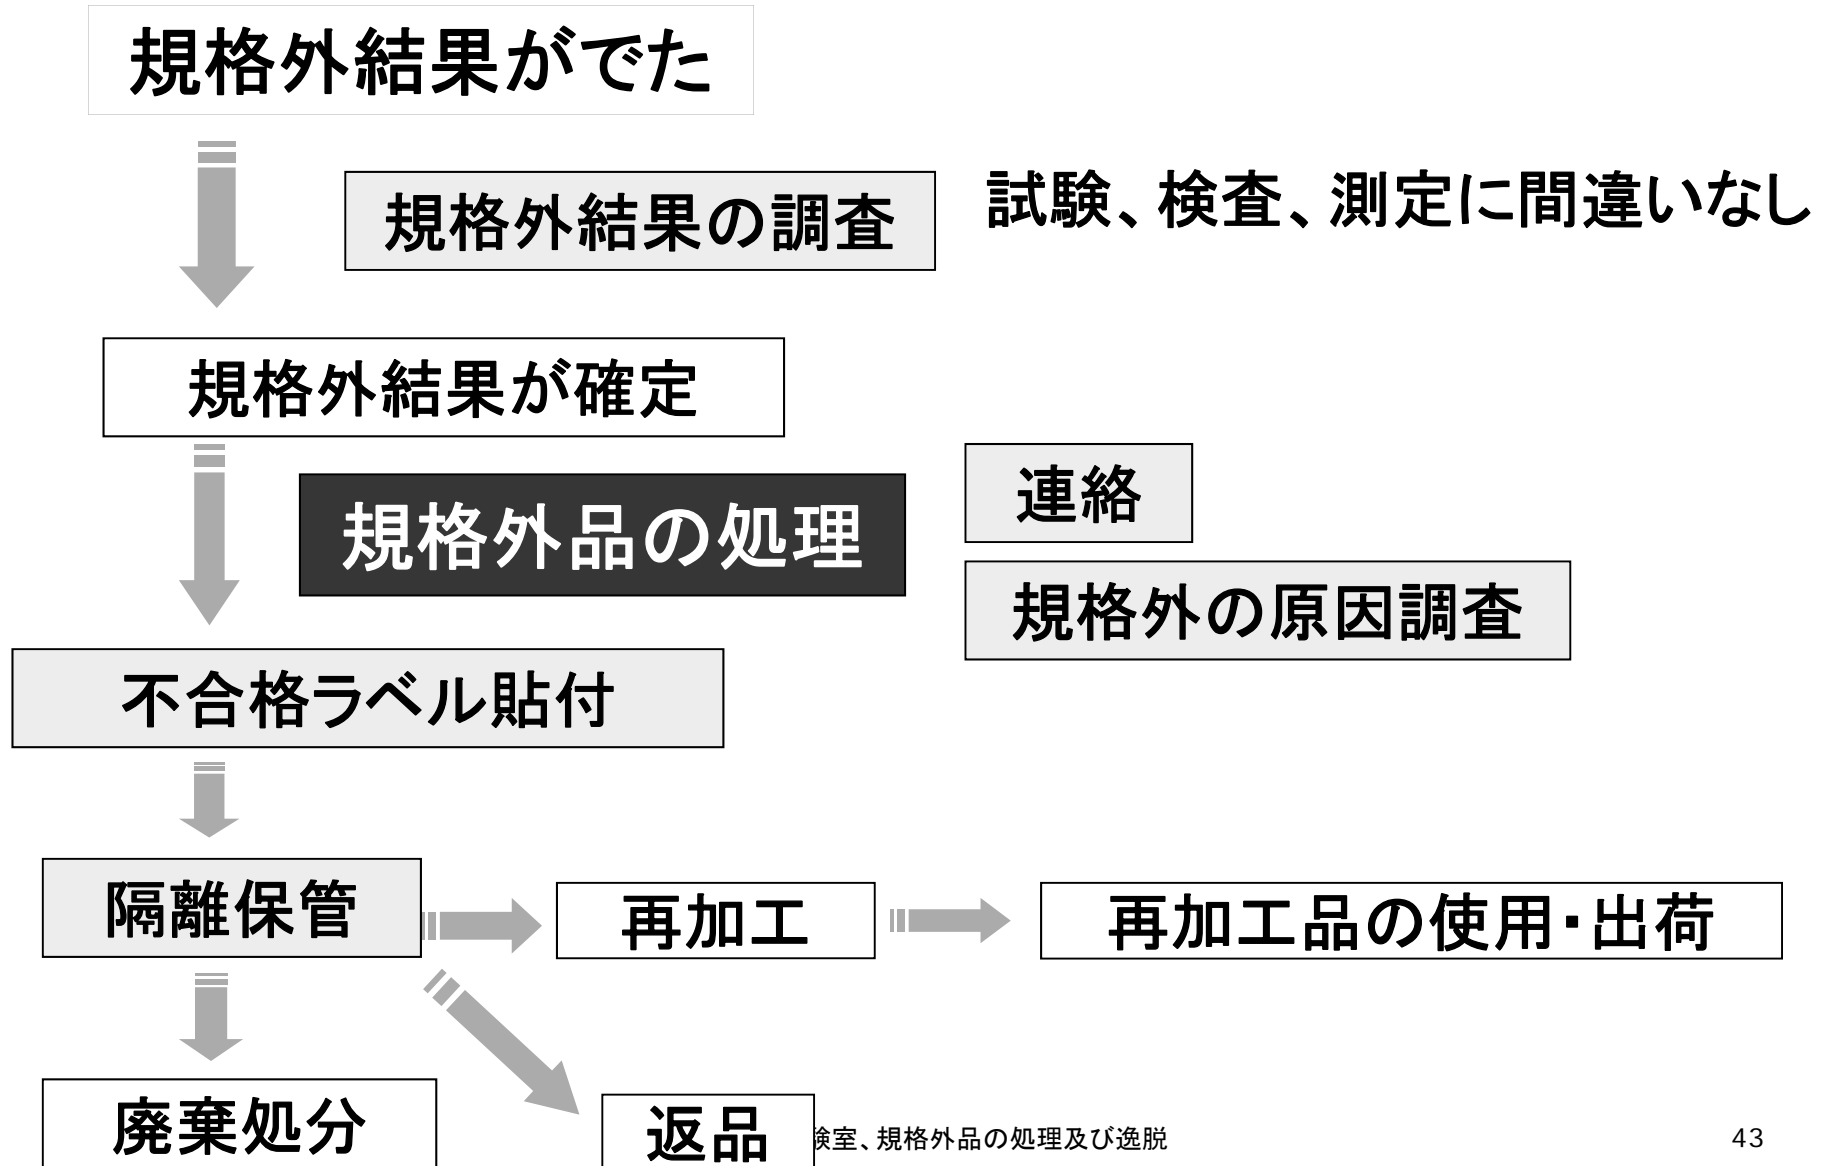 規格外結果がでた
規格外結果の調査
試験、検査、測定に間違いなし
規格外結果が確定
規格外品の処理
連絡
規格外の原因調査
不合格ラベル貼付
隔離保管
再加工
再加工品の使用・出荷
廃棄処分
返品
験室、規格外品の処理及び逸脱
43